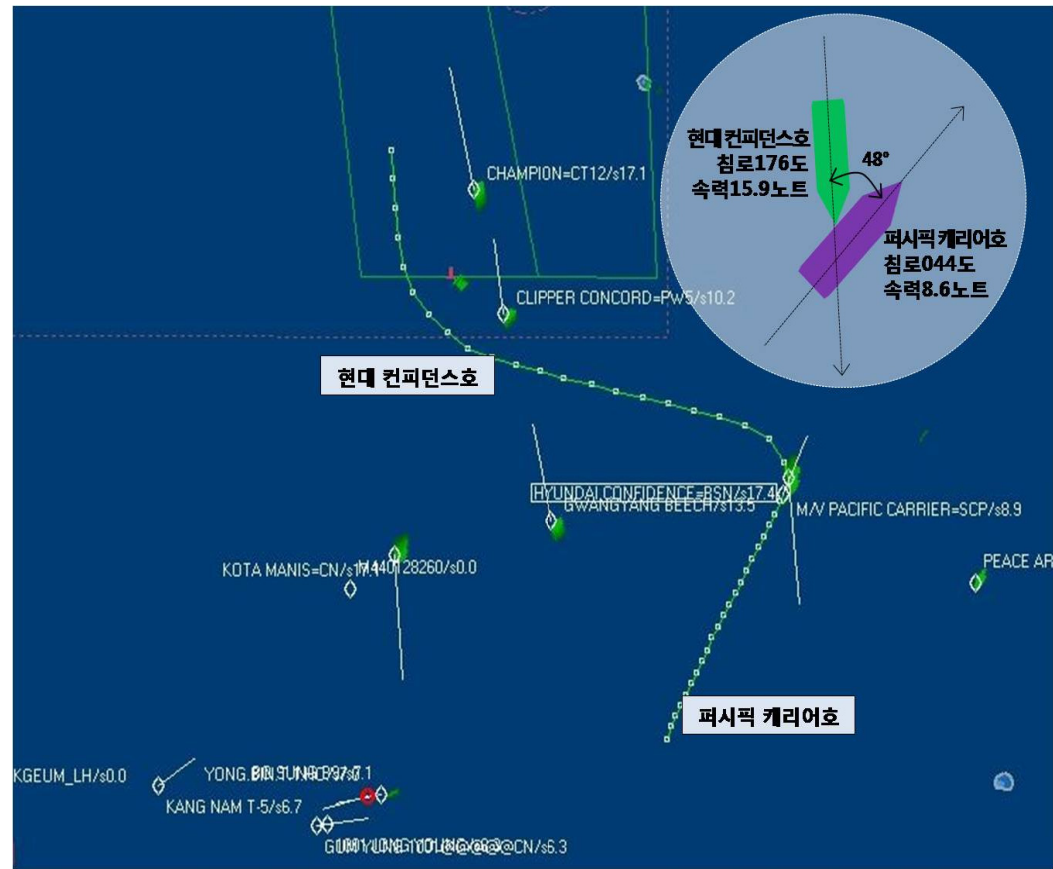 현대 컨피던스호
침로176도
속력15.9노트
48°
퍼시픽 캐리어호
침로044도
속력8.6노트
CHAMPION=CT12/s17.1
CLIPPER CONCORD=PW5/s10.2
현대 컨피던스호
HYUNDAI CONFIDENCE=BSN/s17.4
GWANGYANG BEECH/s13.5
M/V PACIFIC CARRIER=SCP/s8.9
KOTA MANIS=CN/s17.1
M440128260/s0.0
PEACE AR
퍼시픽 캐리어호
KGEUM_LH/s0.0
KANG NAM T-5/s6.7